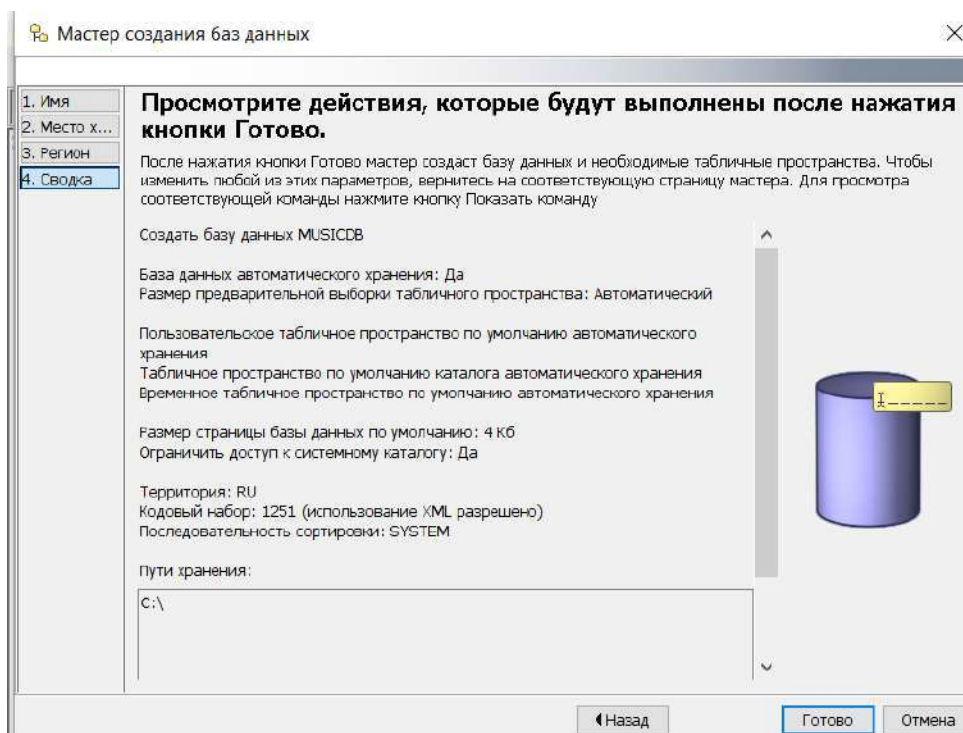 Мастер создания баз данных
1. Имя
2. Место х...
3. Регион
4. Сводка
Просмотрите действия, которые будут выполнены после нажатия
кнопки Готово.
После нажатия кнопки Готово мастер создаст базу данных и необходимые табличные пространства. Чтобы
изменить любой из этих параметров, вернитесь на соответствующую страницу мастера. Для просмотра
соответствующей команды нажмите кнопку Показать команду
Создать базу данных MUSICDB
База данных автоматического хранения: Да
Размер предварительной выборки табличного пространства: Автоматический
Пользовательское табличное пространство по умолчанию автоматического
хранения
Табличное пространство по умолчанию каталога автоматического хранения
Временное табличное пространство по умолчанию автоматического хранения
Размер страницы базы данных по умолчанию: 4 Кб
Ограничить доступ к системному каталогу: Да
Территория: RU
Кодовый набор: 1251 (использование XML разрешено)
Последовательность сортировки: SYSTEM
Пути хранения:
C:\
Назад
Готово
Отмена